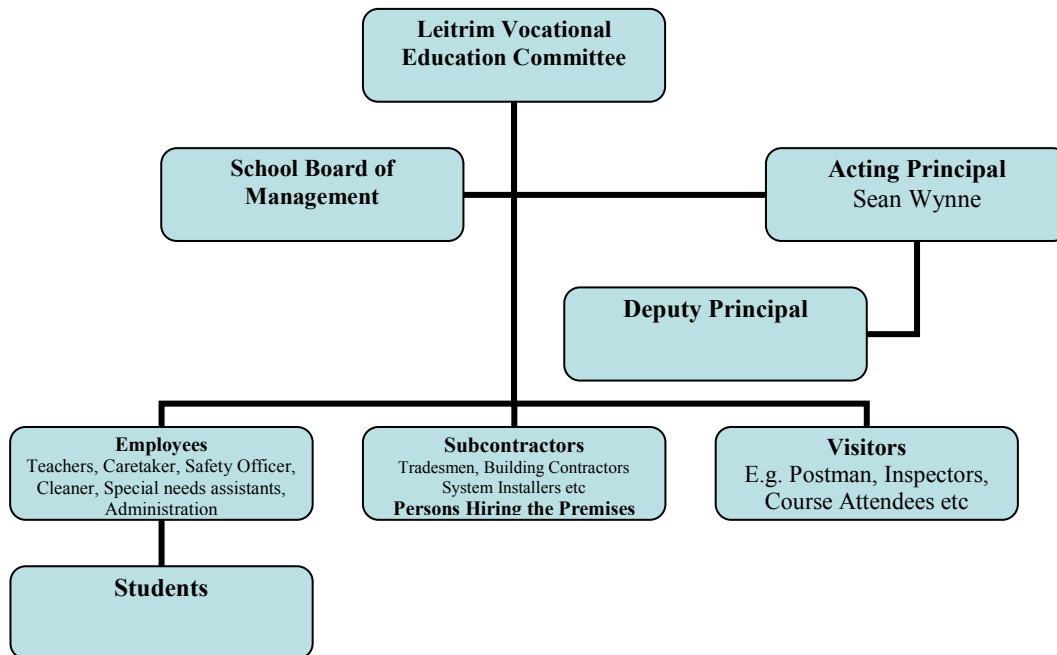 Leitrim Vocational
Education Committee
School Board of
Management
Acting Principal
Sean Wynne
Deputy Principal
Employees
Teachers, Caretaker, Safety Officer,
Cleaner, Special needs assistants,
Administration
Subcontractors
Tradesmen, Building Contractors
System Installers etc
Persons Hiring the Premises
Visitors
E.g. Postman, Inspectors,
Course Attendees etc
Students